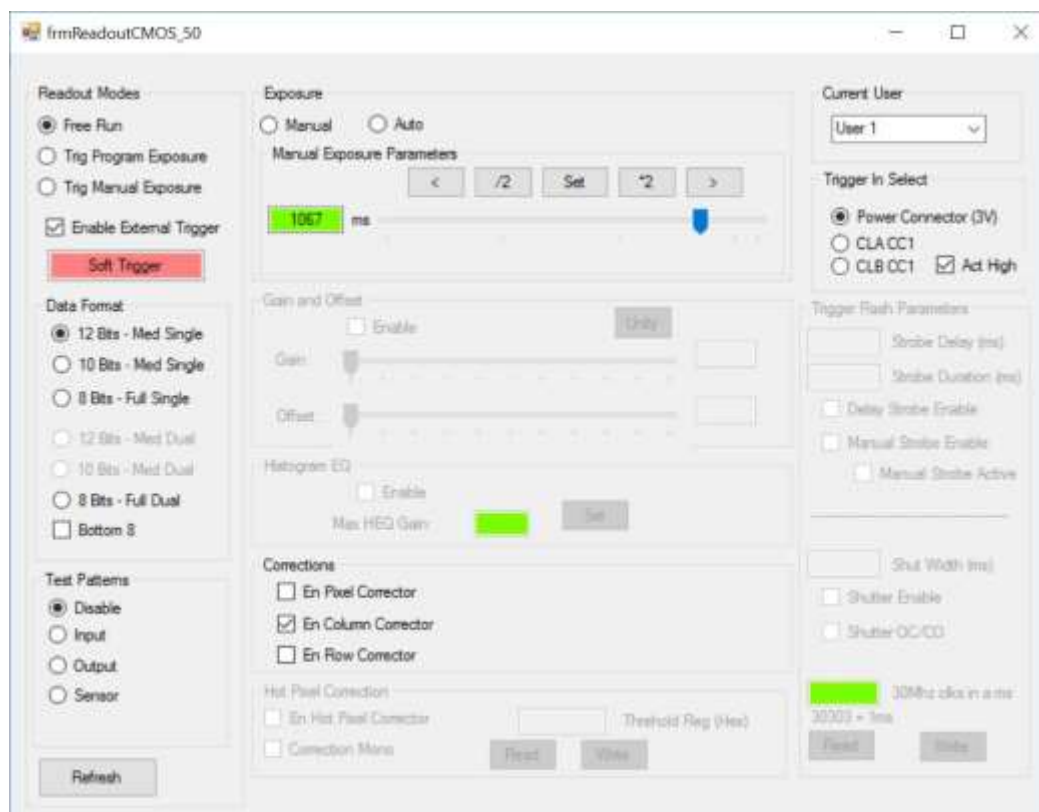 frmReadoutCMOS_50
Readout Modes
Free Run
Trig Program Exposure
Trig Manual Exposure
Enable External Trigger
Soft Trigger
Data Format
12 Bits - Med Single
10 Bits - Med Single
8 Bits - Full Single
12 Bits - Med Dual
10 Bits - Med Dual
8 Bits - Full Dual
Bottom 8
Test Patterns
Disable
Input
Output
Sensor
Refresh
Exposure
Manual Auto
Manual Exposure Parameters
< /2 Set *2 >
1067 ms
Gain and Offset
Enable Unity
Gain
Offset
Histogram EQ
Enable
Max HEQ Gain Set
Corrections
En Pixel Corrector
En Column Corrector
En Row Corrector
Hot Pixel Correction
En Hot Pixel Corrector Threhold Reg (Hex)
Correction Mono Read Write
Current User
User 1
Trigger In Select
Power Connector (3V)
CLA CC1
CLB CC1 Act High
Trigger Flash Parameters
Strobe Delay (ms)
Strobe Duration (ms)
Delay Strobe Enable
Manual Strobe Enable
Manual Strobe Active
Shut Width (ms)
Shutter Enable
Shutter OC/CO
30Mhz clks in a ms
30303 = 1ms
Read Write